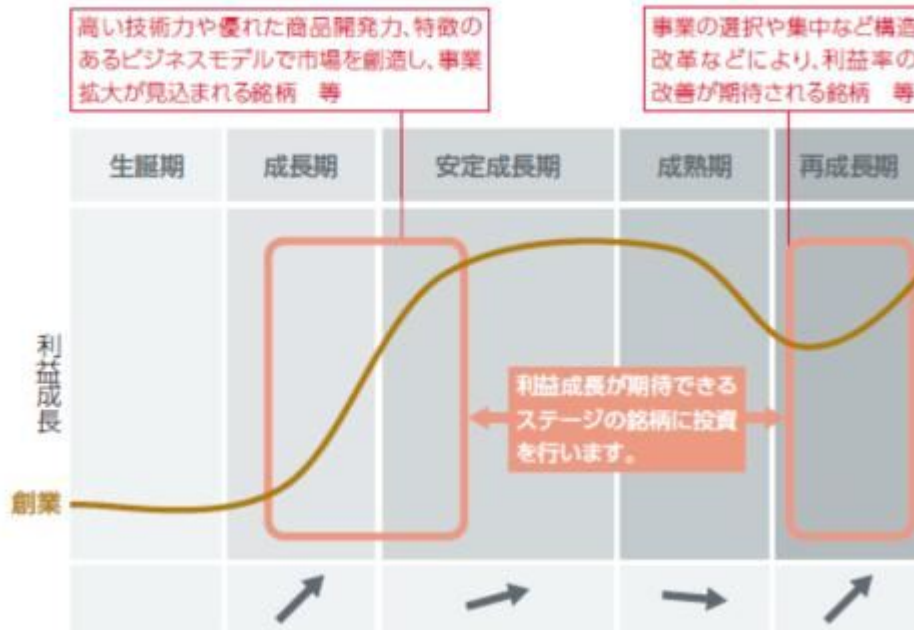 高い技術力や優れた商品開発力、特徴の
あるビジネスモデルで市場を創造し、事業
拡大が見込まれる銘柄　等
事業の選択や集中など構造
改革などにより、利益率の
改善が期待される銘柄　等
生誕期
成長期
安定成長期
成熟期
再成長期
利益成長
利益成長が期待できる
ステージの銘柄に投資
を行います。
創業